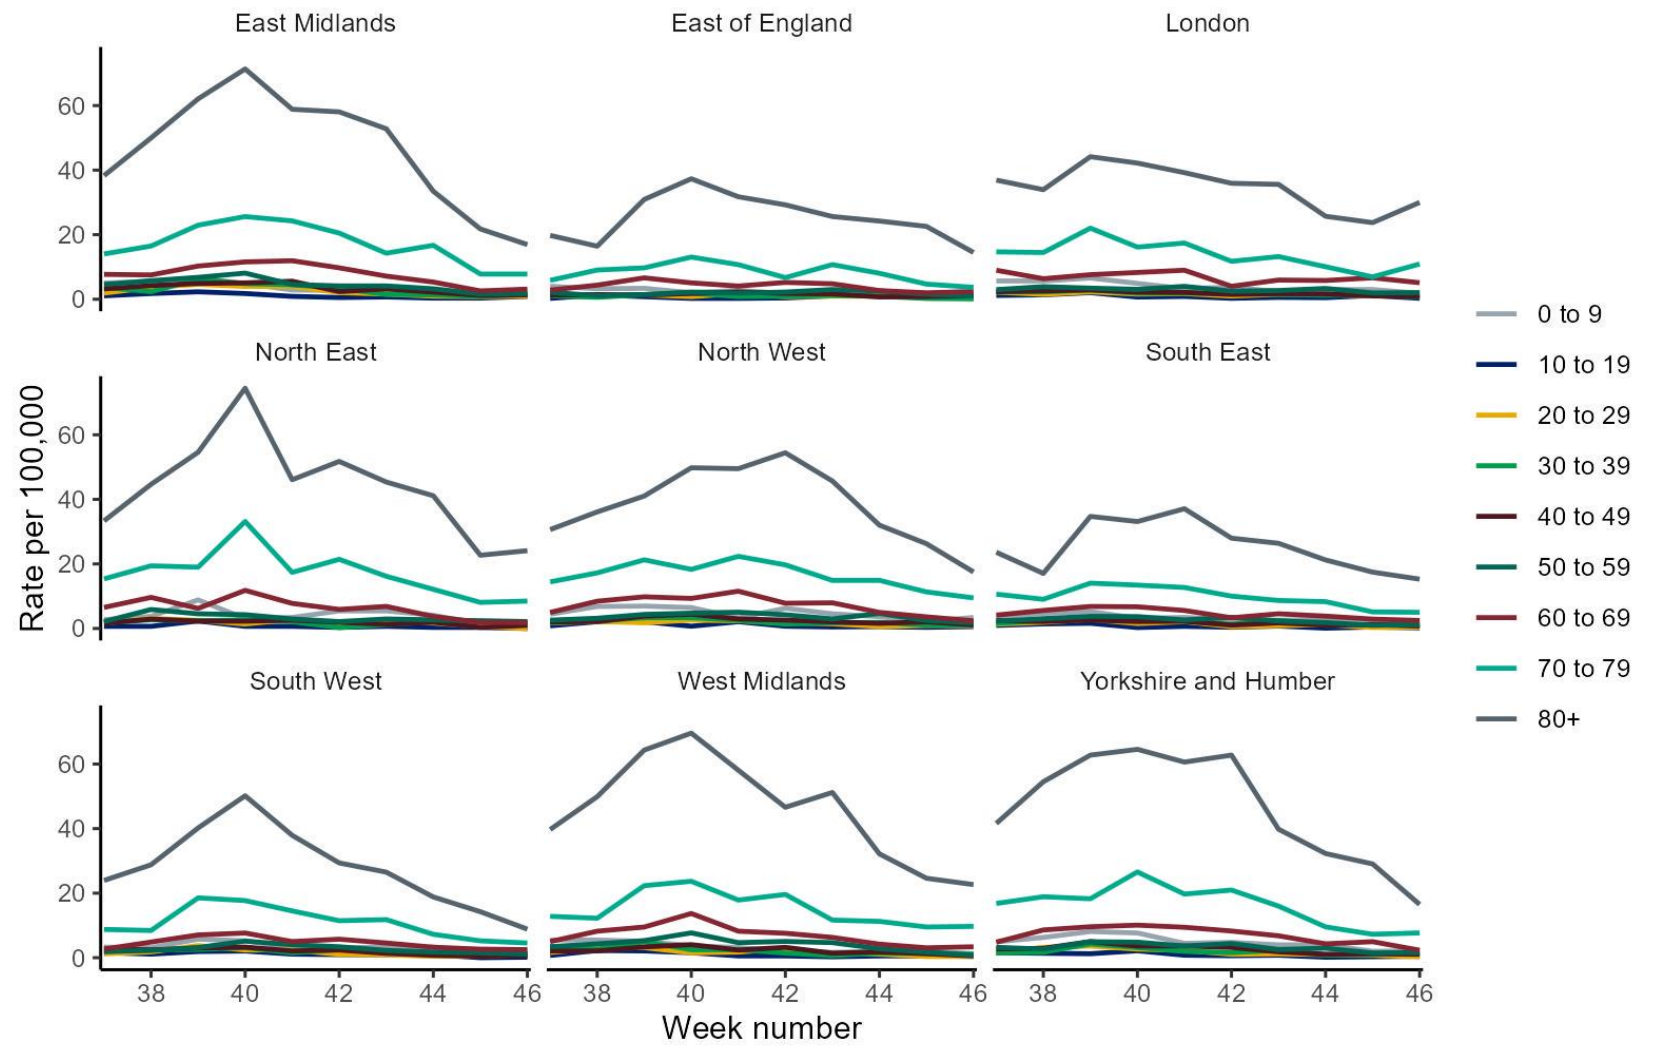 East Midlands
East of England
London
60
40
20
0
North East
North West
South East
60
40
20
0
South West
West Midlands
Yorkshire and Humber
60
40
20
0
38 40 42 44 46
38 40 42 44 46
38 40 42 44 46
Week number
Rate per 100,000
0 to 9
10 to 19
20 to 29
30 to 39
40 to 49
50 to 59
60 to 69
70 to 79
80+